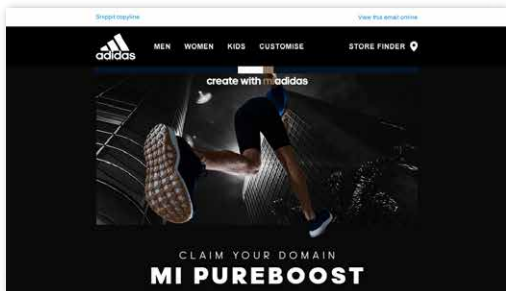 Snippit copyline
View this email online
adidas
MEN WOMEN KIDS CUSTOMISE STORE FINDER
create with miadidas
CLAIM YOUR DOMAIN
MI PUREBOOST